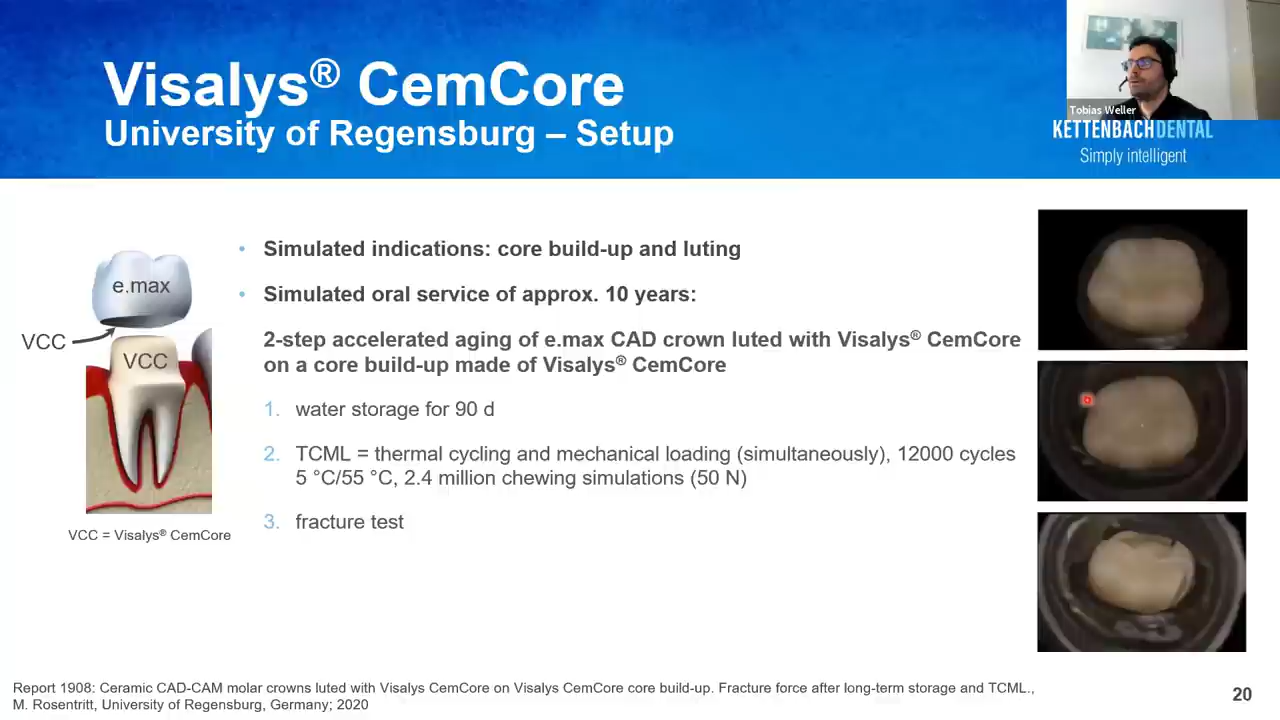 Visalys® CemCore
University of Regensburg – Setup
Tobias Weller
KETTENBACHDENTAL
Simply intelligent
e.max
VCC
VCC
VCC = Visalys® CemCore
• Simulated indications: core build-up and luting
• Simulated oral service of approx. 10 years:
2-step accelerated aging of e.max CAD crown luted with Visalys® CemCore
on a core build-up made of Visalys® CemCore
1. water storage for 90 d
2. TCML = thermal cycling and mechanical loading (simultaneously), 12000 cycles
5 °C/55 °C, 2.4 million chewing simulations (50 N)
3. fracture test
Report 1908: Ceramic CAD-CAM molar crowns luted with Visalys CemCore on Visalys CemCore core build-up. Fracture force after long-term storage and TCML.,
M. Rosentritt, University of Regensburg, Germany; 2020
20